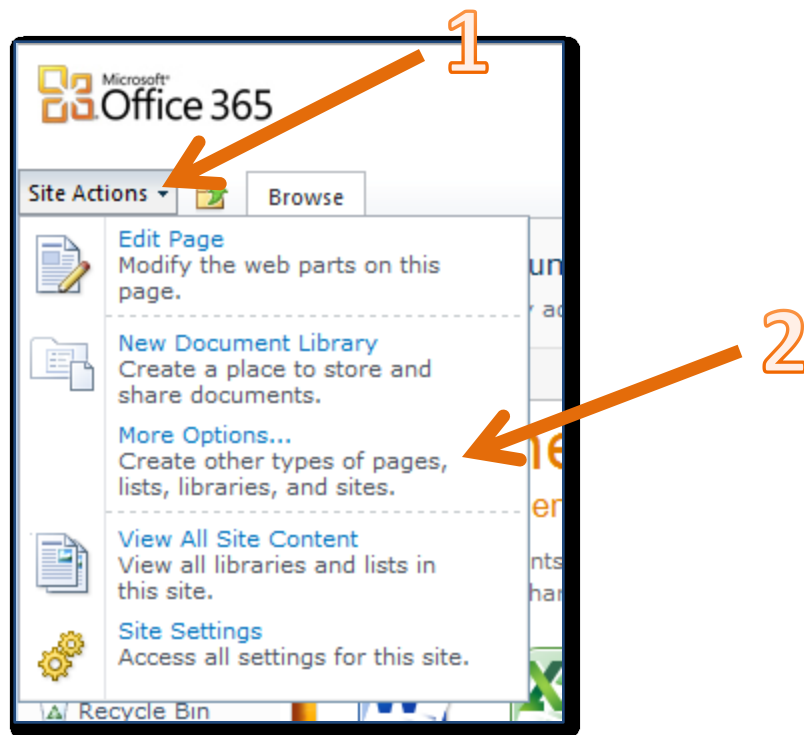 1
Microsoft
Office 365
Site Actions
Browse
Edit Page
Modify the web parts on this
page.
New Document Library
Create a place to store and
share documents.
More Options...
Create other types of pages,
lists, libraries, and sites.
2
View All Site Content
View all libraries and lists in
this site.
Site Settings
Access all settings for this site.
Recycle Bin